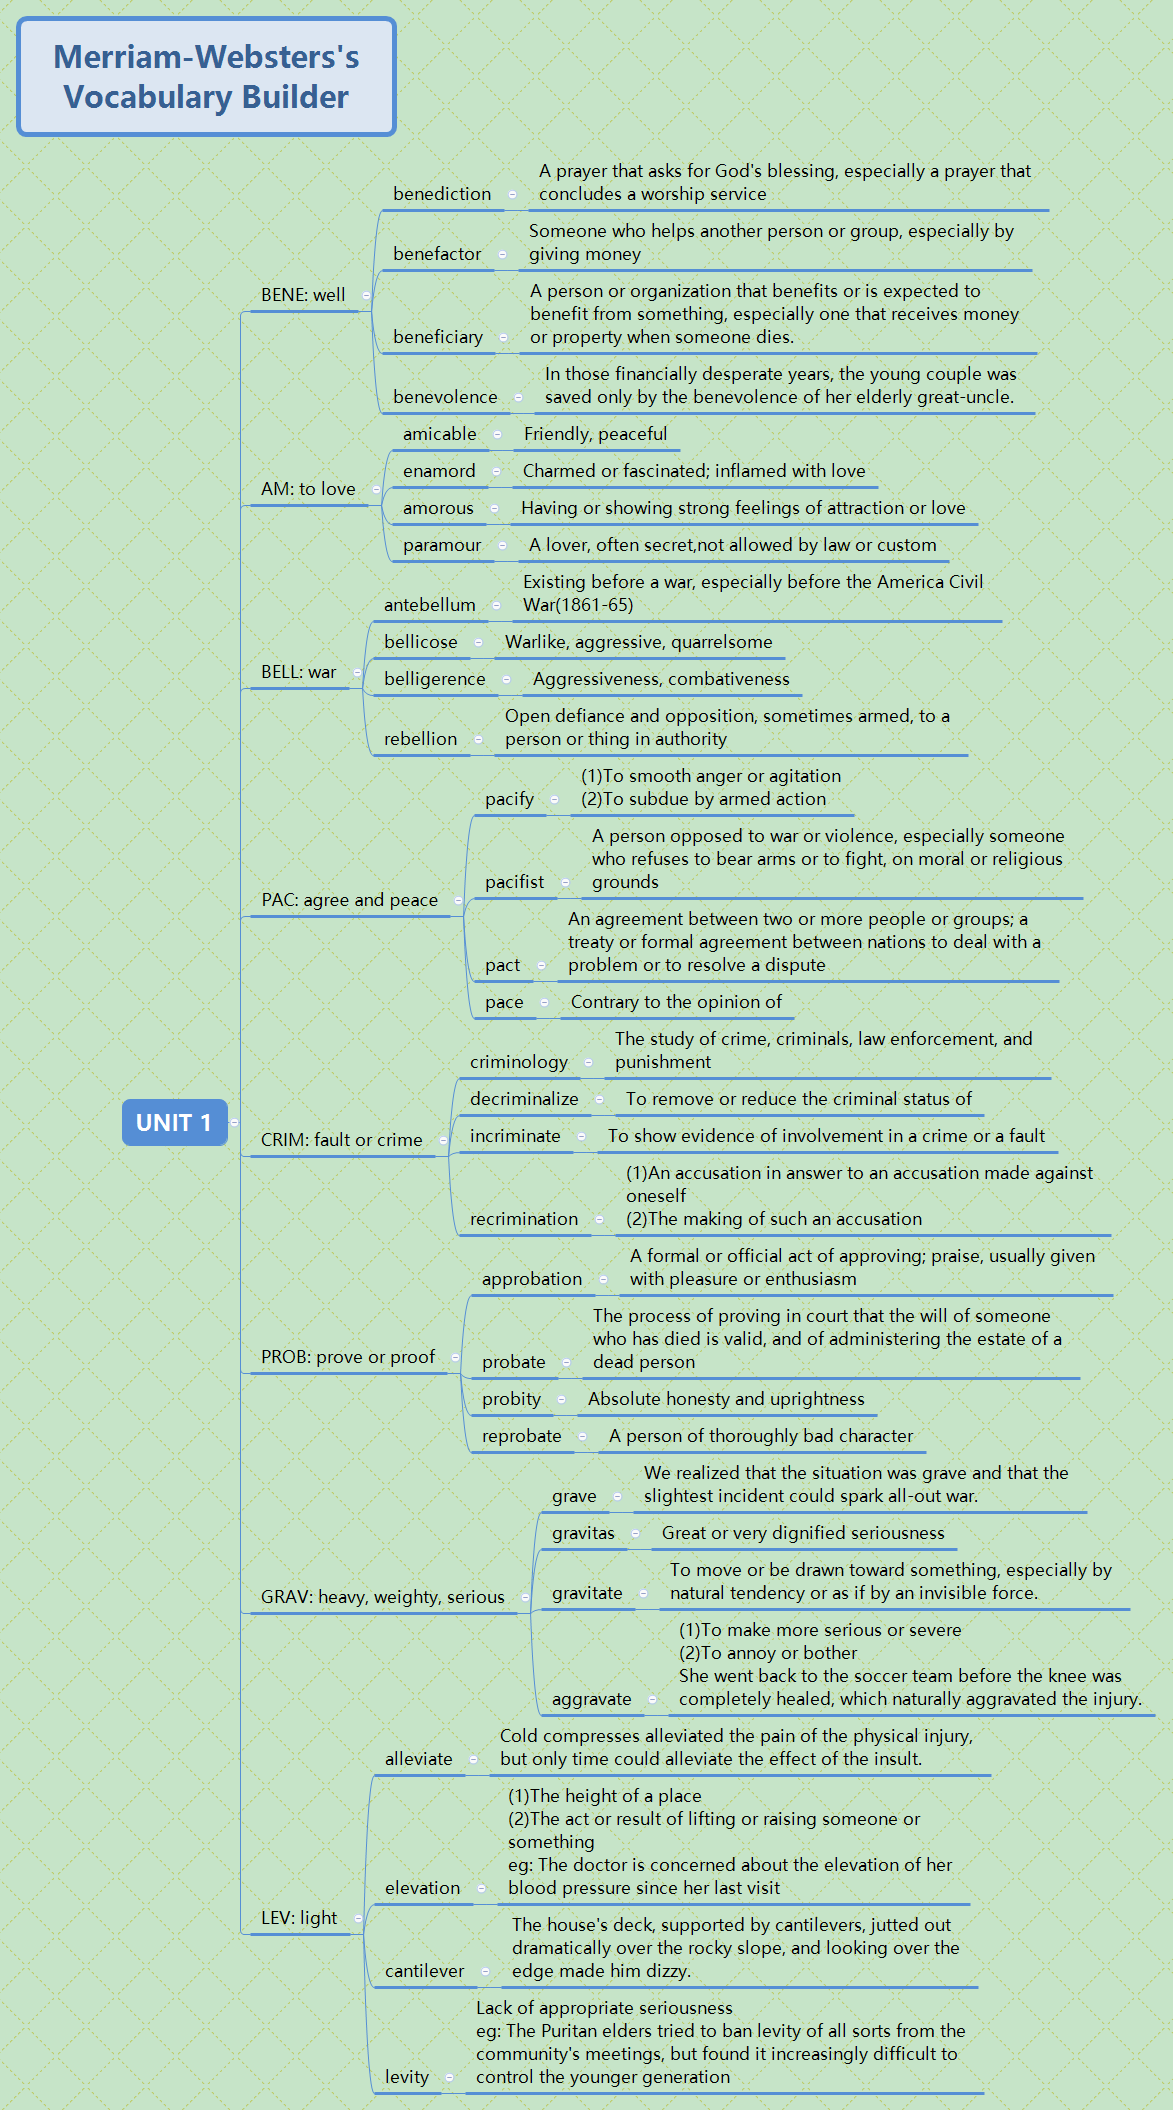 Merriam-Websters's
Vocabulary Builder
UNIT 1
BENE: well
benediction
A prayer that asks for God's blessing, especially a prayer that
concludes a worship service
benefactor
Someone who helps another person or group, especially by
giving money
beneficiary
A person or organization that benefits or is expected to
benefit from something, especially one that receives money
or property when someone dies.
benevolence
In those financially desperate years, the young couple was
saved only by the benevolence of her elderly great-uncle.
AM: to love
amicable
Friendly, peaceful
enamord
Charmed or fascinated; inflamed with love
amorous
Having or showing strong feelings of attraction or love
paramour
A lover, often secret,not allowed by law or custom
BELL: war
antebellum
Existing before a war, especially before the America Civil
War(1861-65)
bellicose
Warlike, aggressive, quarrelsome
belligerence
Aggressiveness, combativeness
rebellion
Open defiance and opposition, sometimes armed, to a
person or thing in authority
PAC: agree and peace
pacify
(1)To smooth anger or agitation
(2)To subdue by armed action
pacifist
A person opposed to war or violence, especially someone
who refuses to bear arms or to fight, on moral or religious
grounds
pact
An agreement between two or more people or groups; a
treaty or formal agreement between nations to deal with a
problem or to resolve a dispute
pace
Contrary to the opinion of
CRIM: fault or crime
criminology
The study of crime, criminals, law enforcement, and
punishment
decriminalize
To remove or reduce the criminal status of
incriminate
To show evidence of involvement in a crime or a fault
recrimination
(1)An accusation in answer to an accusation made against
oneself
(2)The making of such an accusation
PROB: prove or proof
approbation
A formal or official act of approving; praise, usually given
with pleasure or enthusiasm
probate
The process of proving in court that the will of someone
who has died is valid, and of administering the estate of a
dead person
probity
Absolute honesty and uprightness
reprobate
A person of thoroughly bad character
GRAV: heavy, weighty, serious
grave
We realized that the situation was grave and that the
slightest incident could spark all-out war.
gravitas
Great or very dignified seriousness
gravitate
To move or be drawn toward something, especially by
natural tendency or as if by an invisible force.
aggravate
(1)To make more serious or severe
(2)To annoy or bother
She went back to the soccer team before the knee was
completely healed, which naturally aggravated the injury.
LEV: light
alleviate
Cold compresses alleviated the pain of the physical injury,
but only time could alleviate the effect of the insult.
elevation
(1)The height of a place
(2)The act or result of lifting or raising someone or
something
eg: The doctor is concerned about the elevation of her
blood pressure since her last visit
cantilever
The house's deck, supported by cantilevers, jutted out
dramatically over the rocky slope, and looking over the
edge made him dizzy.
levity
Lack of appropriate seriousness
eg: The Puritan elders tried to ban levity of all sorts from the
community's meetings, but found it increasingly difficult to
control the younger generation